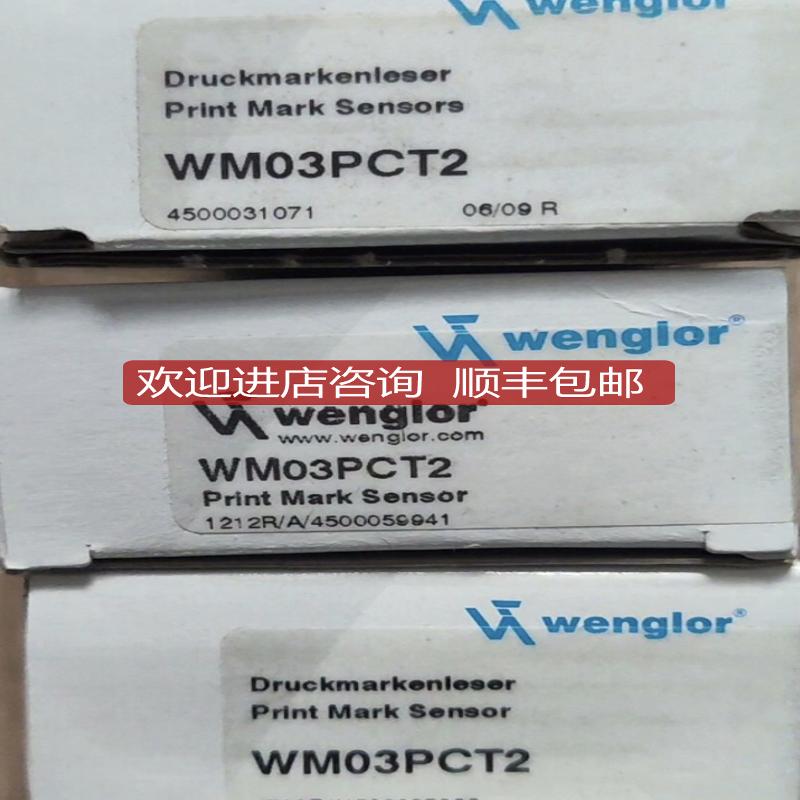 wenglor
Druckmarkenleser
Print Mark Sensors
WM03PCT2
4500031071 06/09 R
wenglor®
欢迎进店咨询 顺丰包邮
wenglor®
www.wenglor.com
WM03PCT2
Print Mark Sensor
1212R/A/4500059941
wenglor®
Druckmarkenleser
Print Mark Sensor
WM03PCT2